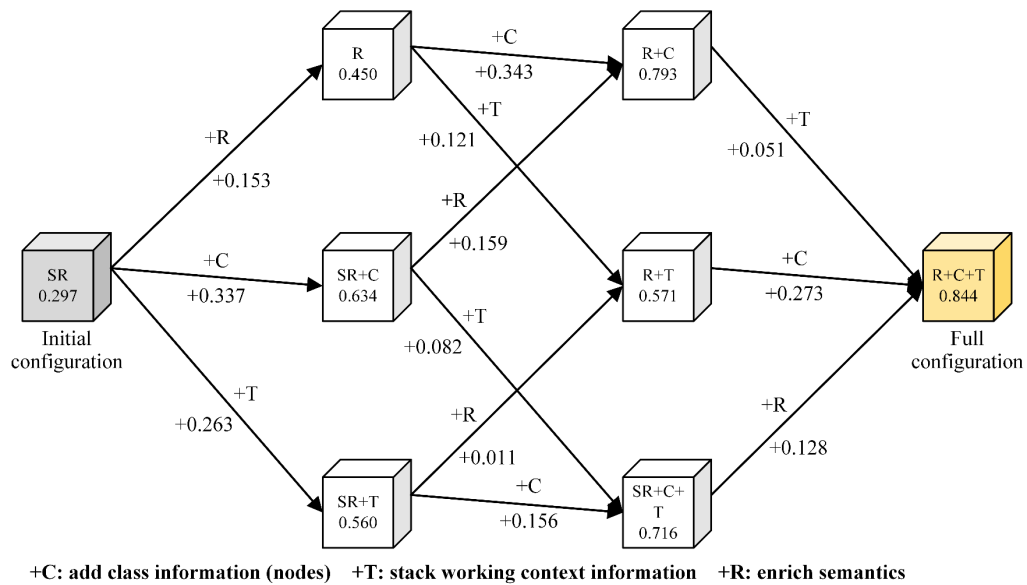 R
0.450
+C
+0.343
R+C
0.793
+T
+0.121
+T
+0.051
+R
+0.153
+R
+0.159
SR
0.297
Initial
configuration
+C
+0.337
SR+C
0.634
R+T
0.571
+C
+0.273
R+C+T
0.844
Full
configuration
+T
+0.082
+T
+0.263
+R
+0.011
+R
+0.128
SR+T
0.560
+C
+0.156
SR+C+
T
0.716
+C: add class information (nodes) +T: stack working context information +R: enrich semantics